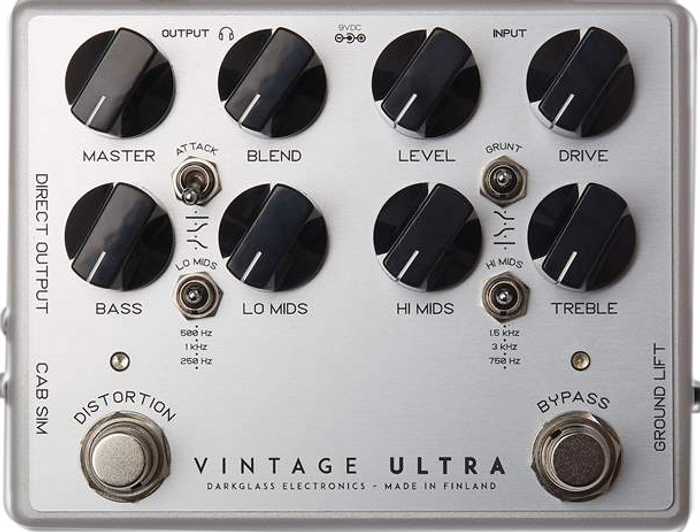 OUTPUT
9VDC
INPUT
MASTER
BLEND
LEVEL
DRIVE
ATTACK
GRUNT
DIRECT OUTPUT
LO MIDS
HI MIDS
BASS
LO MIDS
HI MIDS
TREBLE
500 Hz
1 kHz
250 Hz
1.5 kHz
3 kHz
750 Hz
CAB SIM
GROUND LIFT
DISTORTION
BYPASS
VINTAGE ULTRA
DARKGLASS ELECTRONICS - MADE IN FINLAND